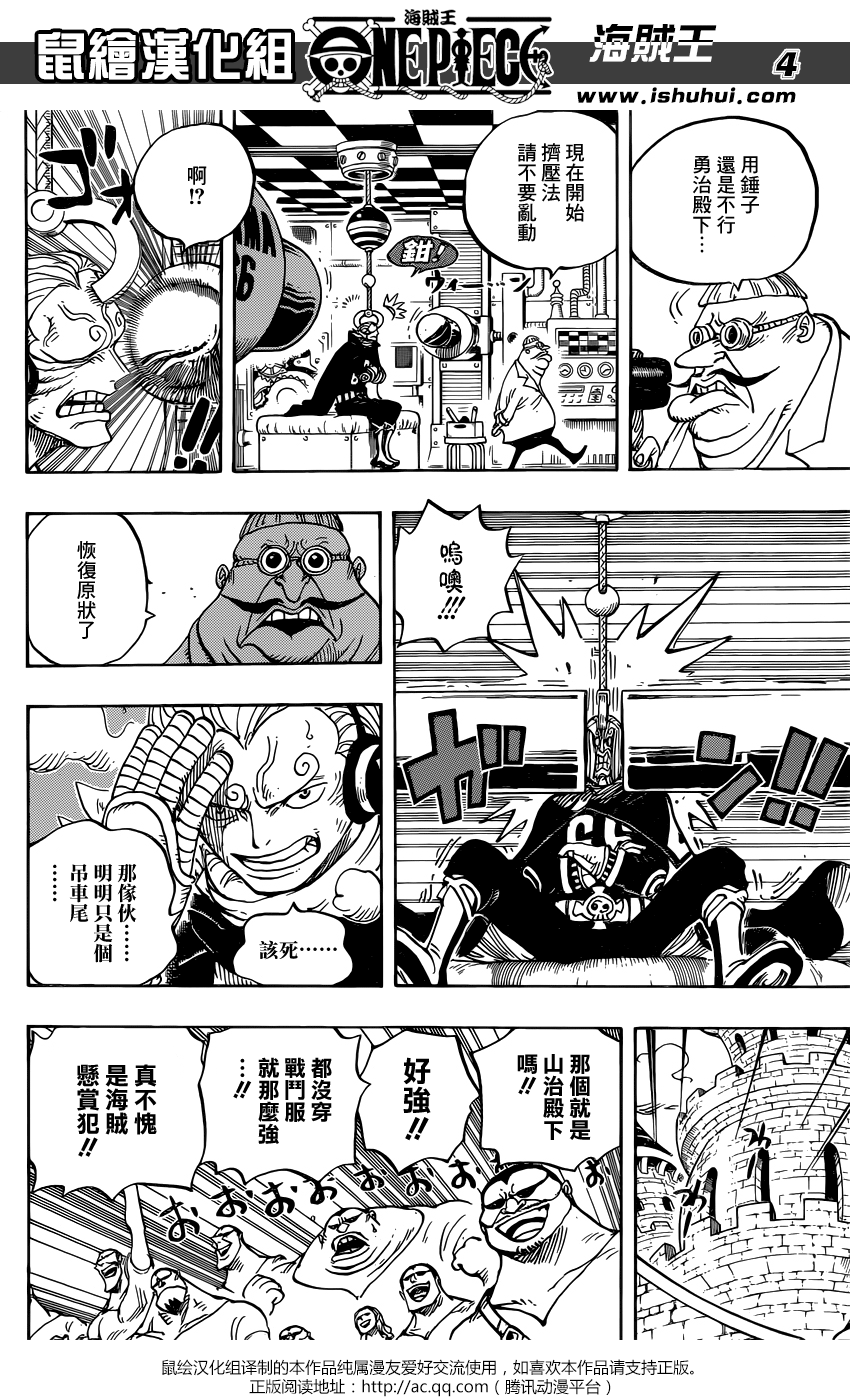 鼠繪漢化組
海賊王
ONE PIECE
海賊王
4
www.ishuhui.com
用錘子
還是不行
勇治殿下…
現在開始
擠壓法
請不要亂動
鉗!
ウィーーン
啊!?
ゴオ
!!
GERMA
66
嗚噢!!!
ガン!!
恢復原狀了
該死……
那傢伙……
明明只是個
吊車尾
……
わあ
わあ
那個就是
山治殿下
嗎!!
好強!!
都沒穿
戰鬥服
就那麼強
…!!
真不愧
是海賊
懸賞犯!!
おお
おお
おお
鼠绘汉化组译制的本作品纯属漫友爱好交流使用，如喜欢本作品请支持正版。
正版阅读地址：http://ac.qq.com（腾讯动漫平台）